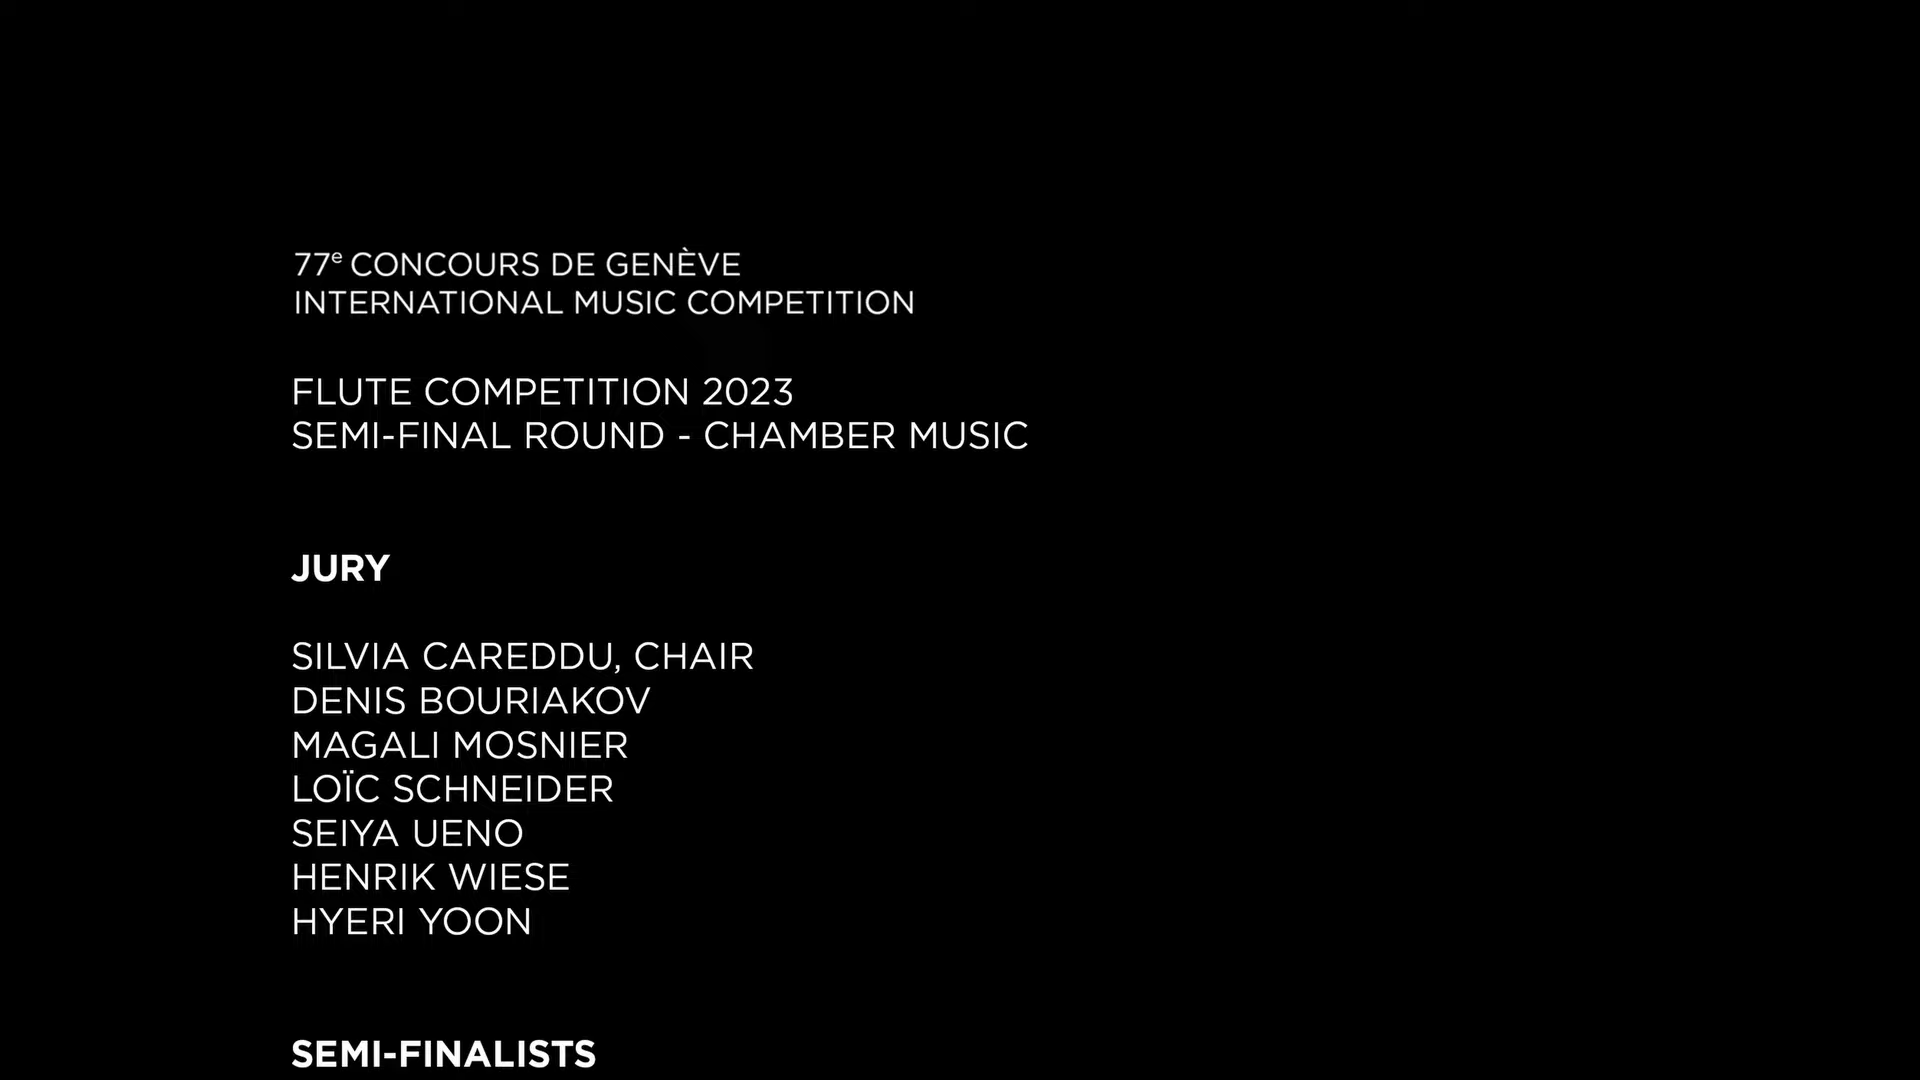 77e CONCOURS DE GENÈVE
INTERNATIONAL MUSIC COMPETITION
FLUTE COMPETITION 2023
SEMI-FINAL ROUND - CHAMBER MUSIC
JURY
SILVIA CAREDDU, CHAIR
DENIS BOURIAKOV
MAGALI MOSNIER
LOÏC SCHNEIDER
SEIYA UENO
HENRIK WIESE
HYERI YOON
SEMI-FINALISTS